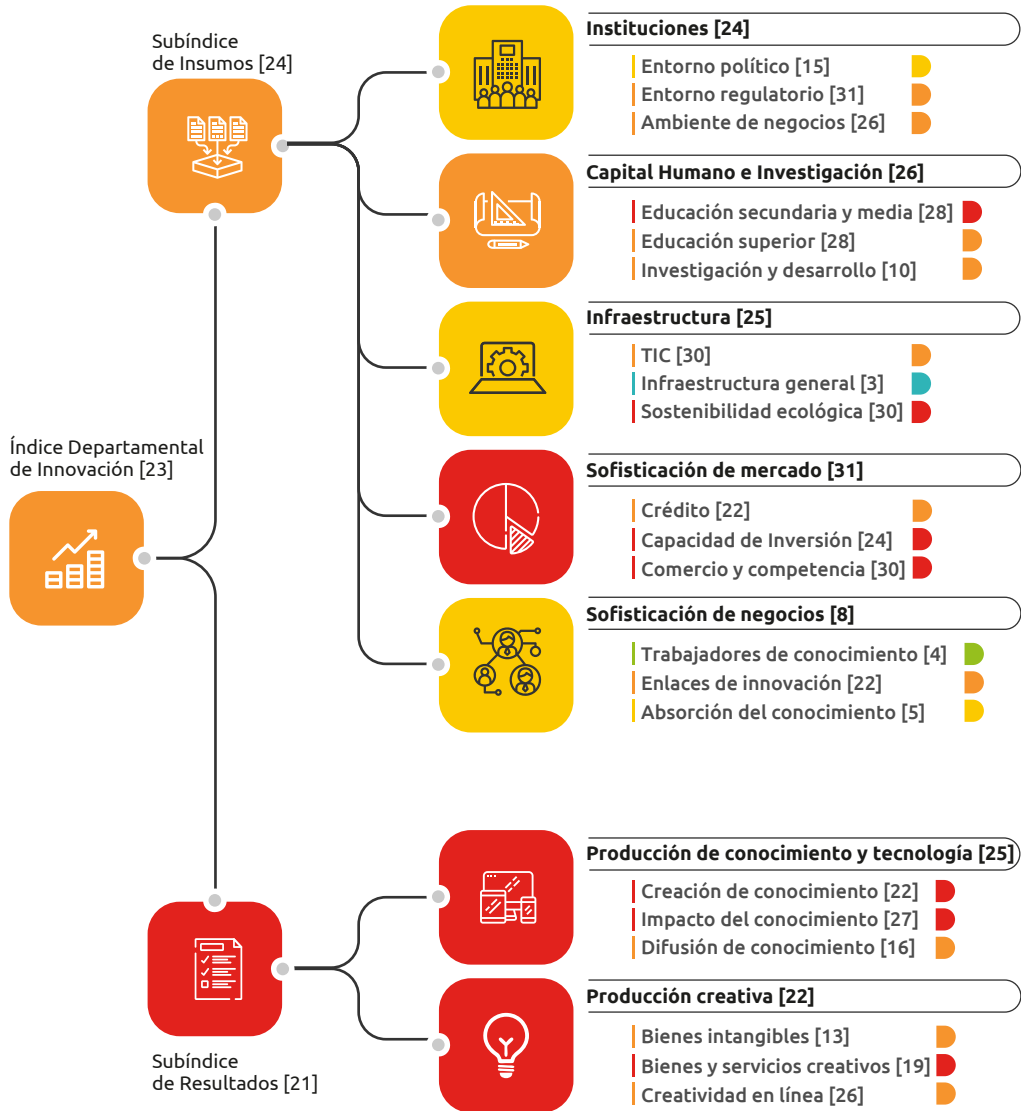 Índice Departamental
de Innovación [23]
Subíndice
de Insumos [24]
Instituciones [24]
Entorno político [15]
Entorno regulatorio [31]
Ambiente de negocios [26]
Capital Humano e Investigación [26]
Educación secundaria y media [28]
Educación superior [28]
Investigación y desarrollo [10]
Infraestructura [25]
TIC [30]
Infraestructura general [3]
Sostenibilidad ecológica [30]
Sofisticación de mercado [31]
Crédito [22]
Capacidad de Inversión [24]
Comercio y competencia [30]
Sofisticación de negocios [8]
Trabajadores de conocimiento [4]
Enlaces de innovación [22]
Absorción del conocimiento [5]
Subíndice
de Resultados [21]
Producción de conocimiento y tecnología [25]
Creación de conocimiento [22]
Impacto del conocimiento [27]
Difusión de conocimiento [16]
Producción creativa [22]
Bienes intangibles [13]
Bienes y servicios creativos [19]
Creatividad en línea [26]